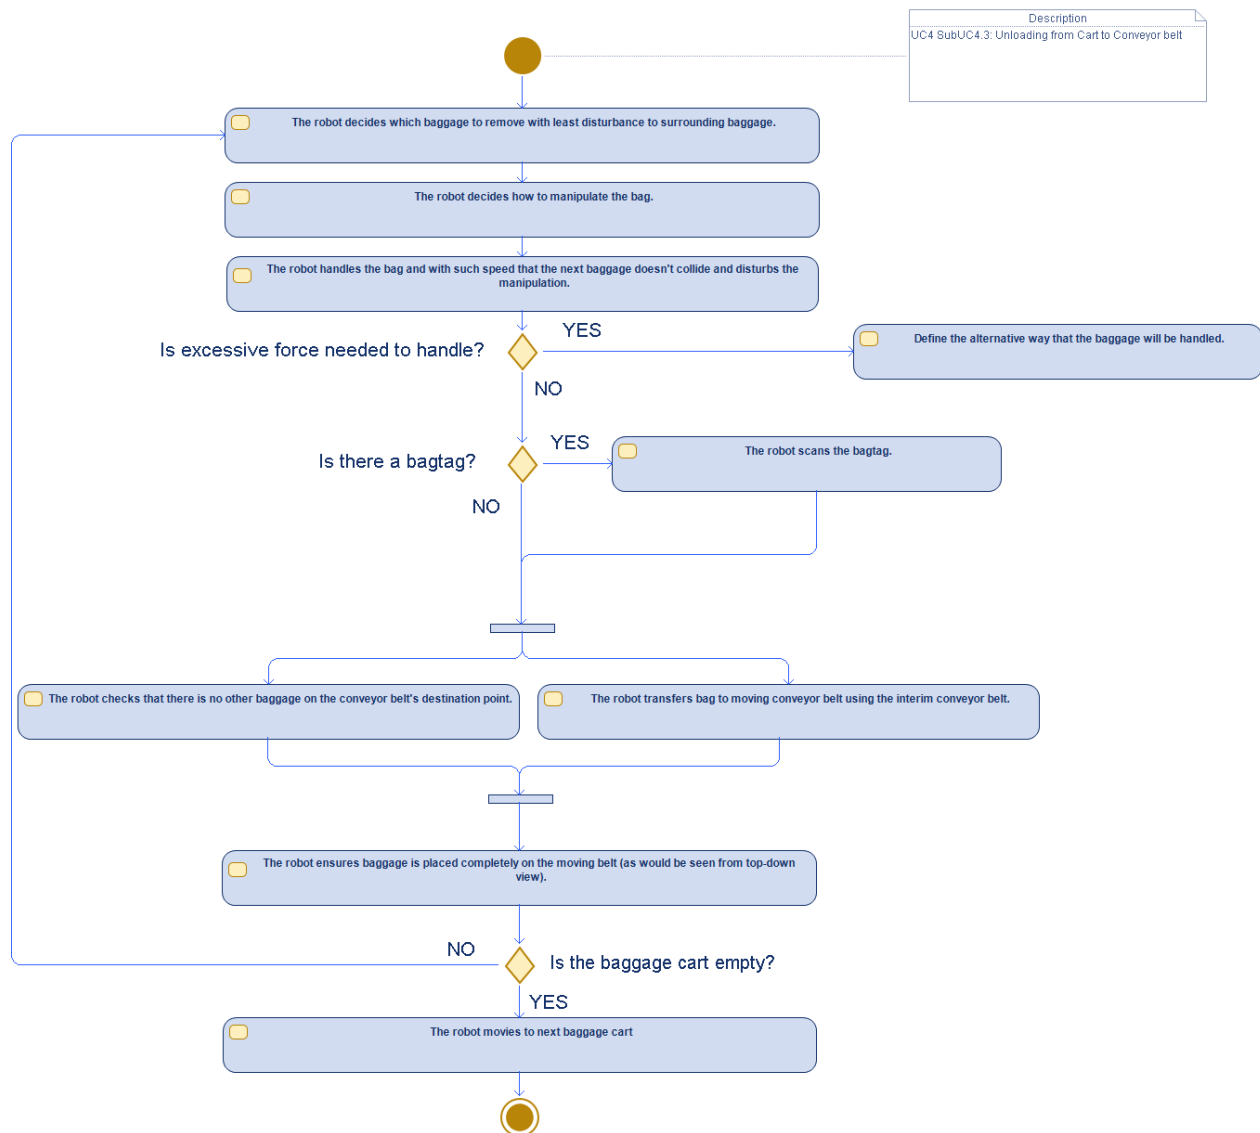 Description
UC4 SubUC4.3: Unloading from Cart to Conveyor belt
The robot decides which baggage to remove with least disturbance to surrounding baggage.
The robot decides how to manipulate the bag.
The robot handles the bag and with such speed that the next baggage doesn't collide and disturbs the
manipulation.
Is excessive force needed to handle?
YES
Define the alternative way that the baggage will be handled.
NO
Is there a bagtag?
YES
The robot scans the bagtag.
NO
The robot checks that there is no other baggage on the conveyor belt's destination point.
The robot transfers bag to moving conveyor belt using the interim conveyor belt.
The robot ensures baggage is placed completely on the moving belt (as would be seen from top-down
view).
NO
Is the baggage cart empty?
YES
The robot movies to next baggage cart